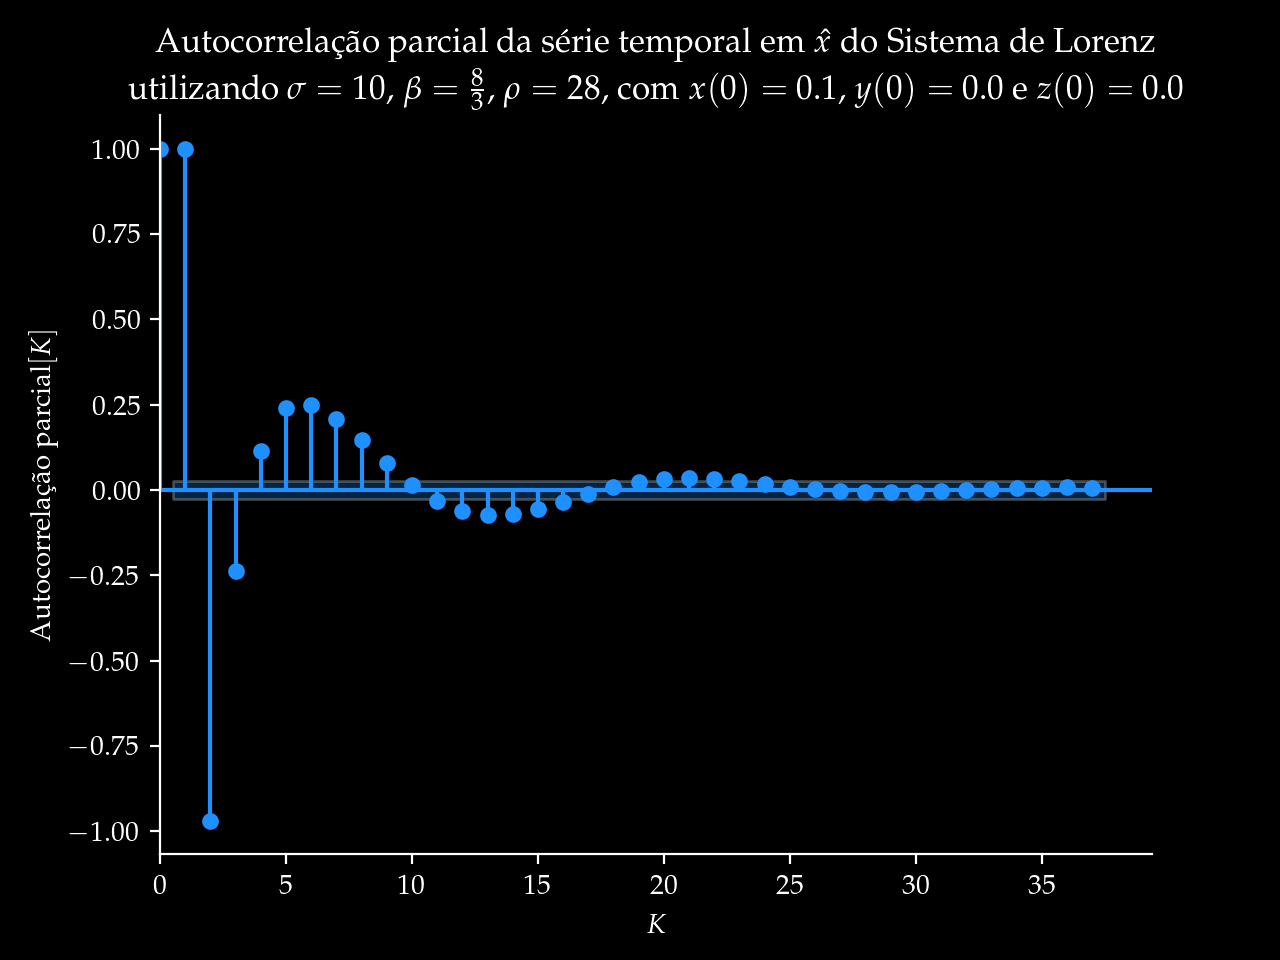 Autocorrelação parcial da série temporal em x̂ do Sistema de Lorenz
utilizando σ = 10, β = 8/3, ρ = 28, com x(0) = 0.1, y(0) = 0.0 e z(0) = 0.0
Autocorrelação parcial[K]
1.00
0.75
0.50
0.25
0.00
−0.25
−0.50
−0.75
−1.00
0 5 10 15 20 25 30 35
K